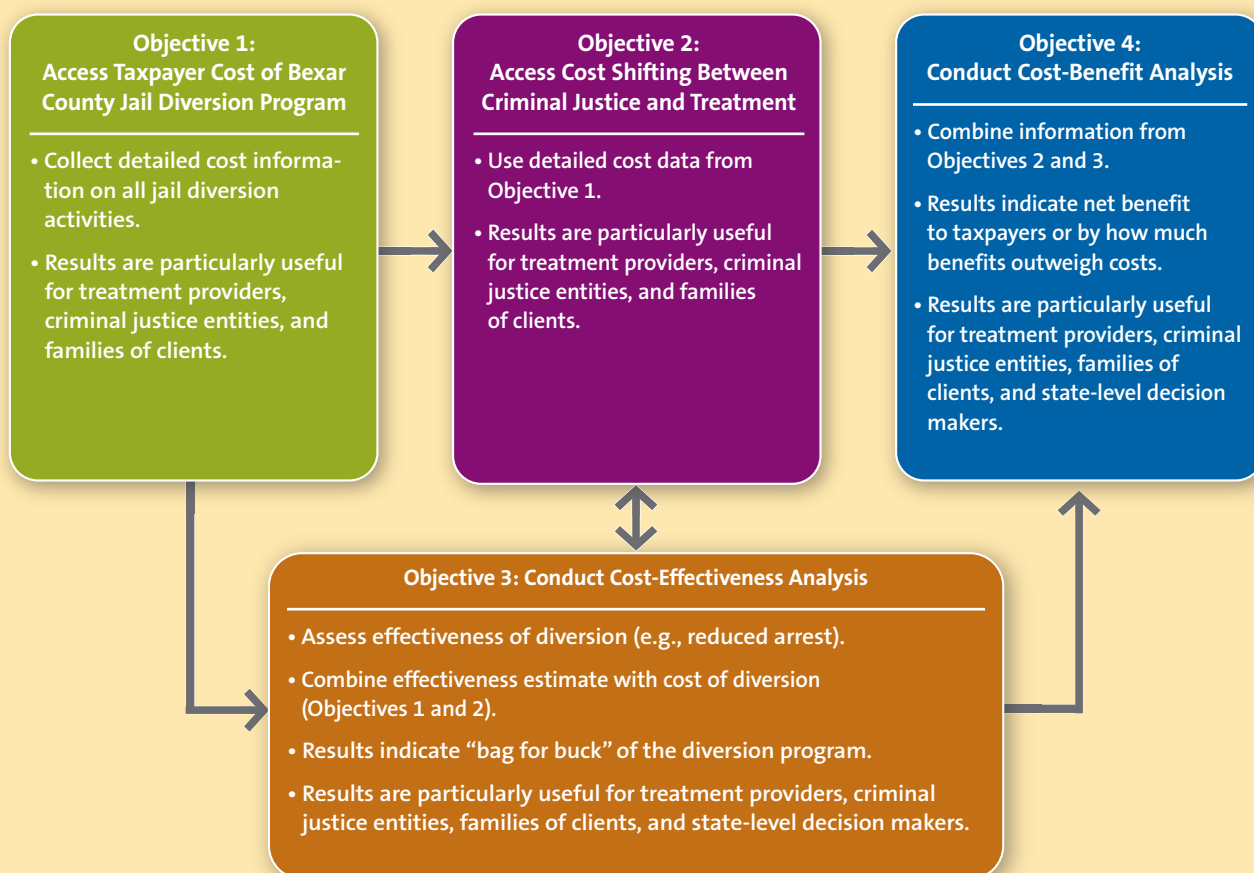 Objective 1:
Access Taxpayer Cost of Bexar
County Jail Diversion Program
• Collect detailed cost informa-
tion on all jail diversion
activities.
• Results are particularly useful
for treatment providers,
criminal justice entities, and
families of clients.
Objective 2:
Access Cost Shifting Between
Criminal Justice and Treatment
• Use detailed cost data from
Objective 1.
• Results are particularly useful
for treatment providers, criminal
justice entities, and families
of clients.
Objective 4:
Conduct Cost-Benefit Analysis
• Combine information from
Objectives 2 and 3.
• Results indicate net benefit
to taxpayers or by how much
benefits outweigh costs.
• Results are particularly useful
for treatment providers, criminal
justice entities, families of
clients, and state-level decision
makers.
Objective 3: Conduct Cost-Effectiveness Analysis
• Assess effectiveness of diversion (e.g., reduced arrest).
• Combine effectiveness estimate with cost of diversion
(Objectives 1 and 2).
• Results indicate “bag for buck” of the diversion program.
• Results are particularly useful for treatment providers, criminal
justice entities, families of clients, and state-level decision makers.